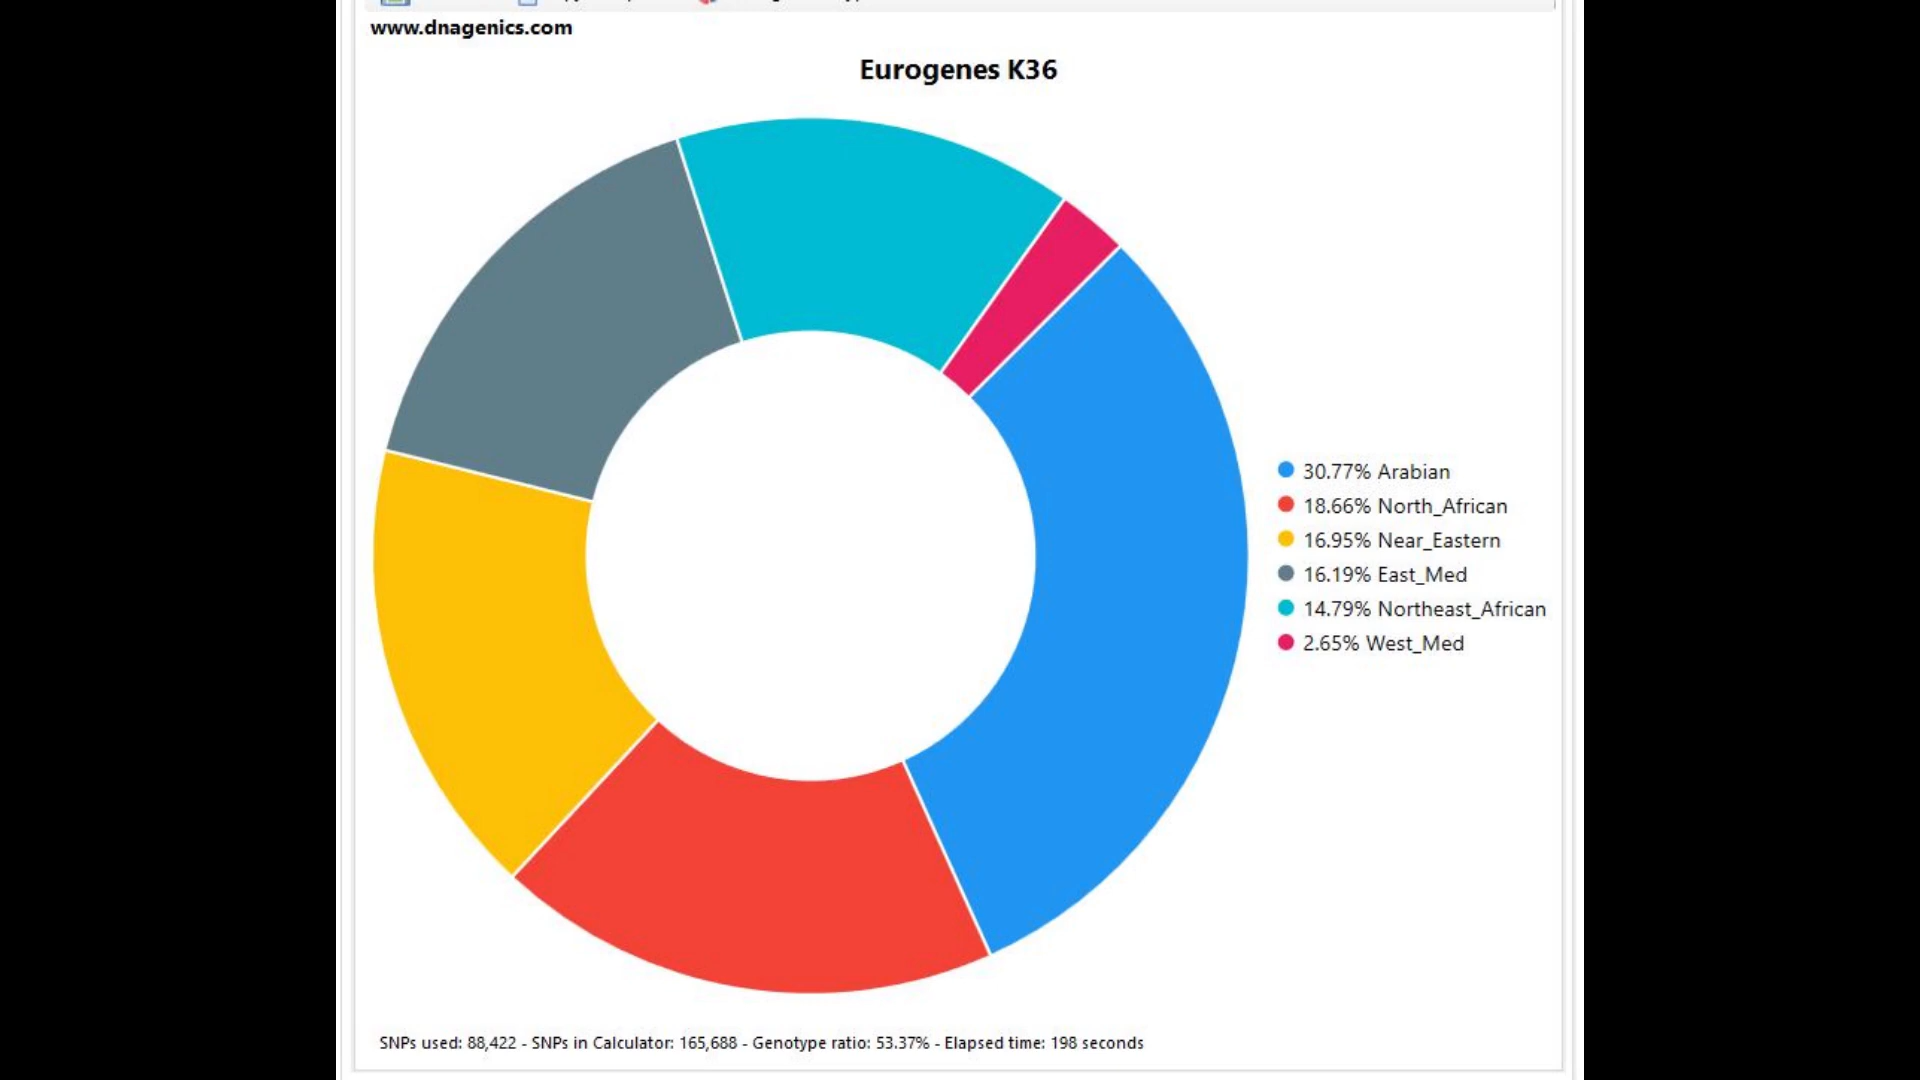 www.dnagenics.com
Eurogenes K36
30.77% Arabian
18.66% North_African
16.95% Near_Eastern
16.19% East_Med
14.79% Northeast_African
2.65% West_Med
SNPs used: 88,422 - SNPs in Calculator: 165,688 - Genotype ratio: 53.37% - Elapsed time: 198 seconds